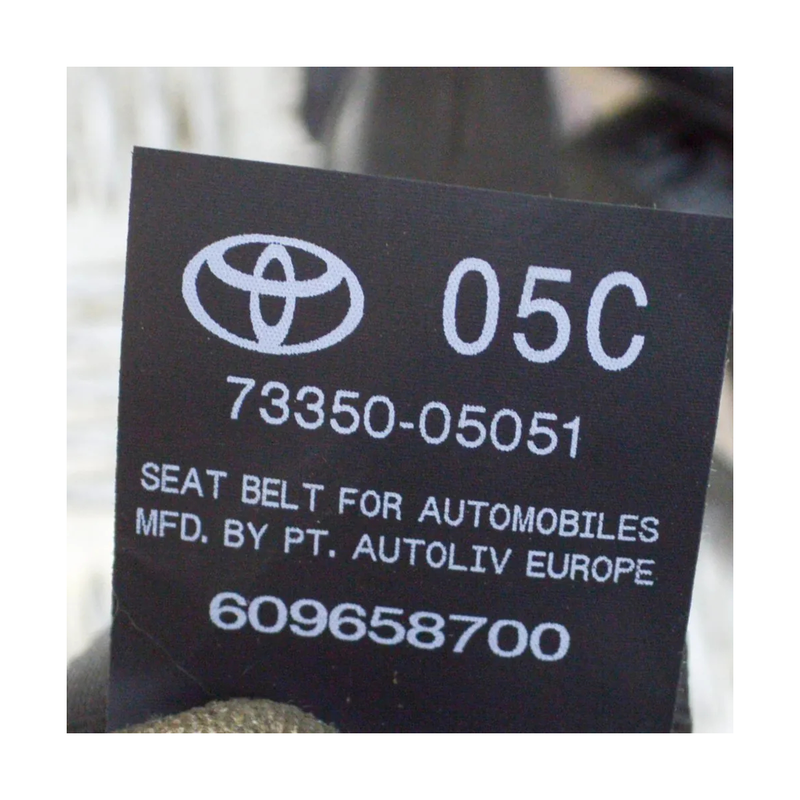 05C
73350-05051
SEAT BELT FOR AUTOMOBILES
MFD. BY PT. AUTOLIV EUROPE
609658700